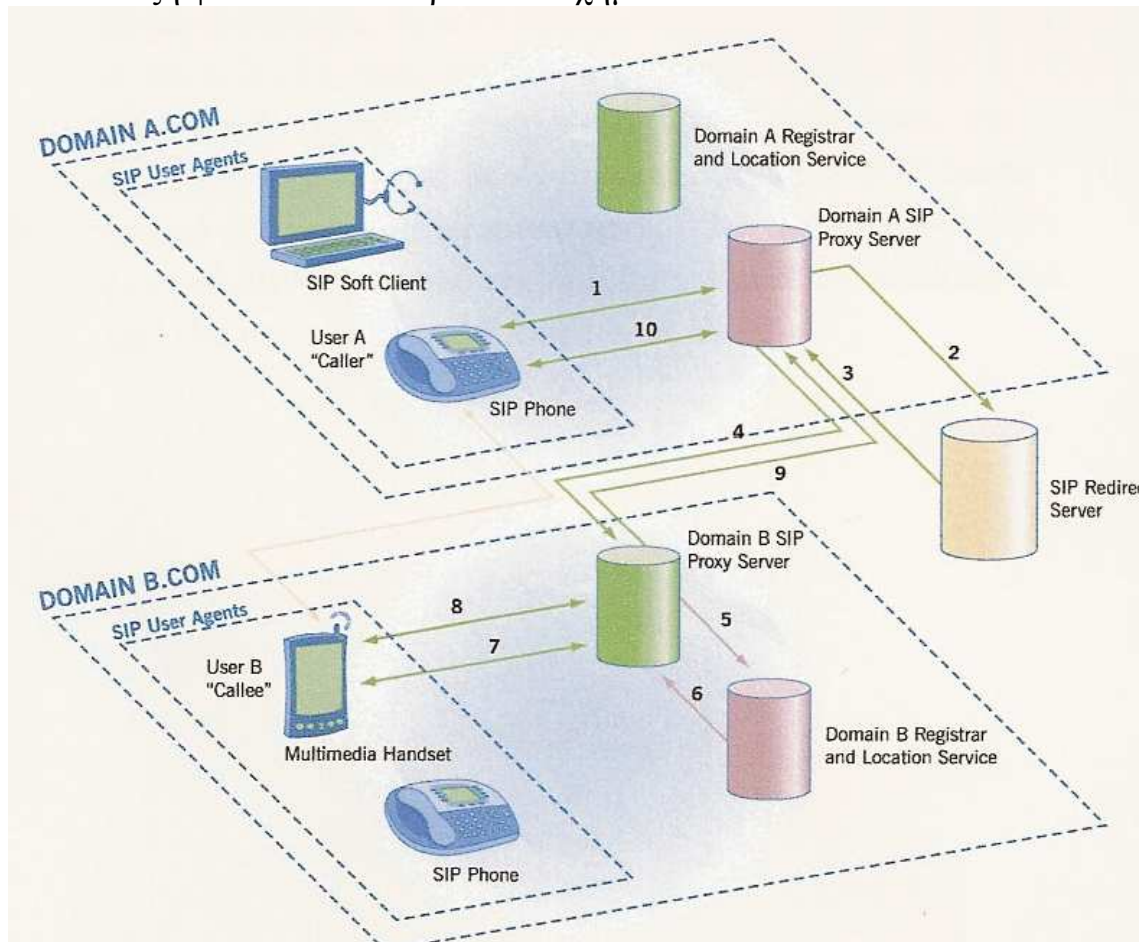 DOMAIN A.COM
SIP User Agents
Domain A Registrar
and Location Service
Domain A SIP
Proxy Server
SIP Soft Client
User A
"Caller"
SIP Phone
1
10
2
3
4
9
SIP Redirec
Server
DOMAIN B.COM
SIP User Agents
Domain B SIP
Proxy Server
8
7
5
6
User B
"Callee"
Multimedia Handset
Domain B Registrar
and Location Service
SIP Phone